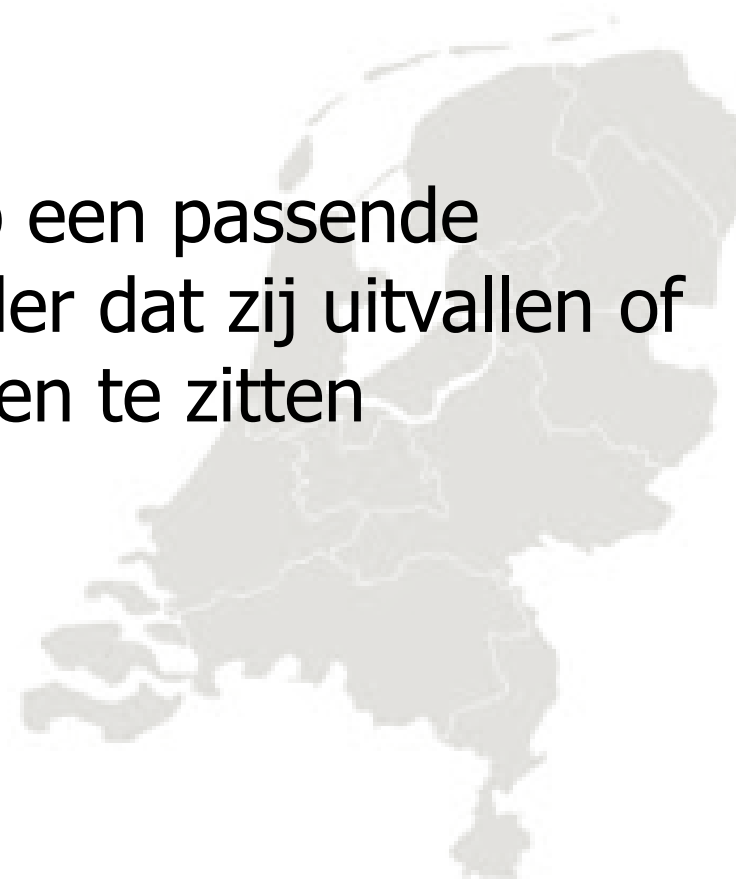 een passende
dat zij uitvallen of
te zitten